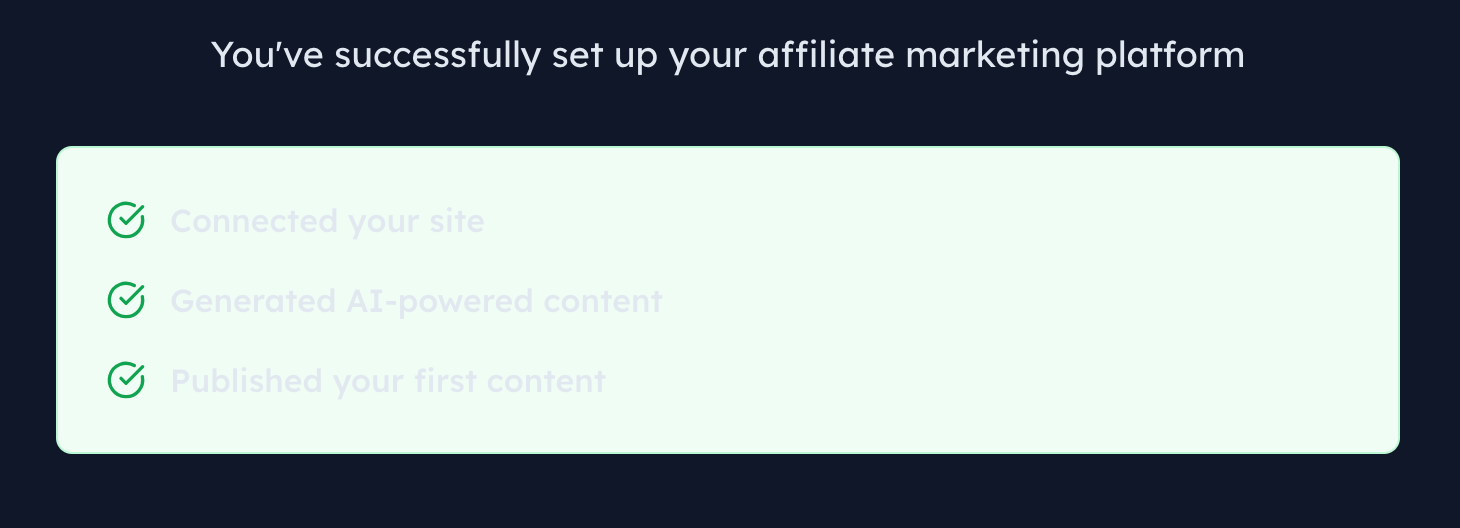 You've successfully set up your affiliate marketing platform
Connected your site
Generated AI-powered content
Published your first content